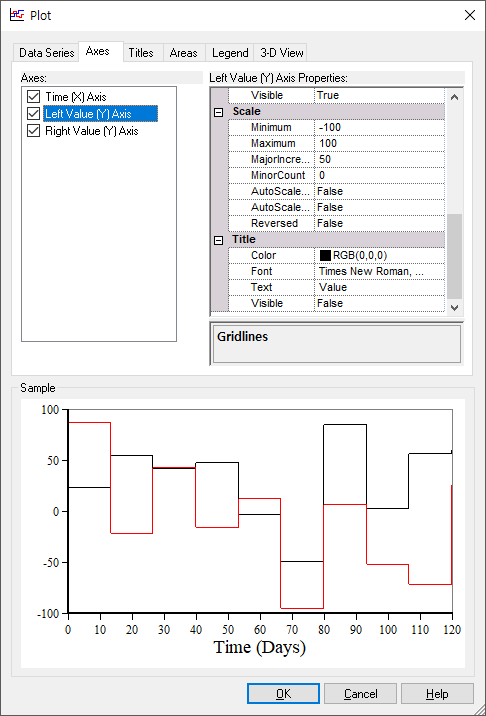 Plot
Data Series Axes Titles Areas Legend 3-D View
Axes: Left Value (Y) Axis Properties:
Time (X) Axis
Left Value (Y) Axis
Right Value (Y) Axis
Visible True
Scale
Minimum -100
Maximum 100
MajorIncre... 50
MinorCount 0
AutoScale... False
AutoScale... False
Reversed False
Title
Color RGB(0,0,0)
Font Times New Roman, ...
Text Value
Visible False
Gridlines
Sample
100
50
0
-50
-100
0 10 20 30 40 50 60 70 80 90 100 110 120
Time (Days)
OK Cancel Help